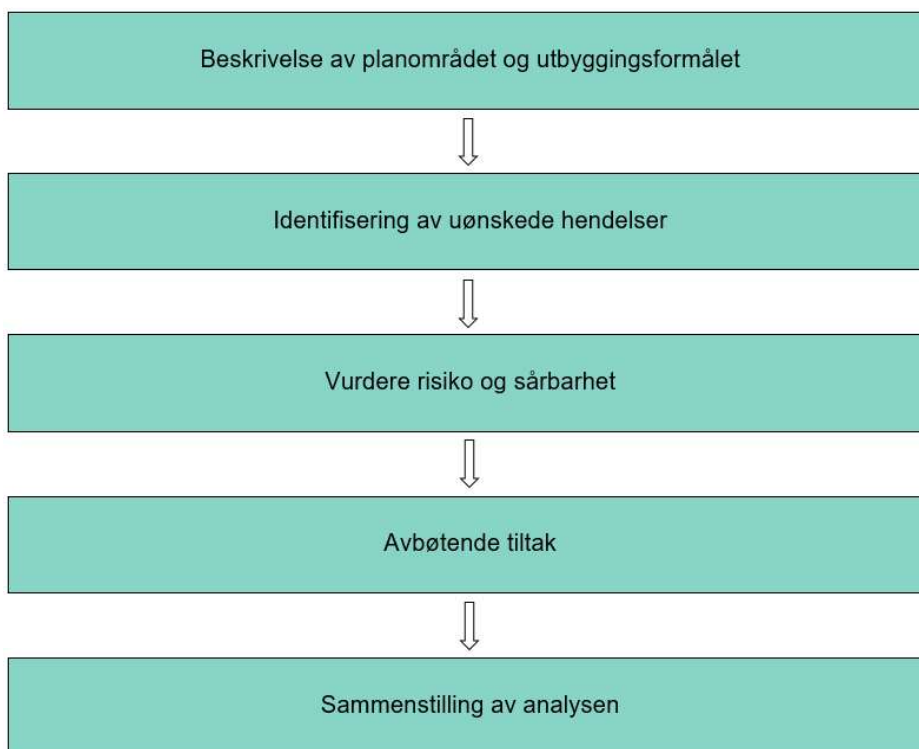 Beskrivelse av planområdet og utbyggingsformålet
Identifisering av uønskede hendelser
Vurdere risiko og sårbarhet
Avbøtende tiltak
Sammenstilling av analysen